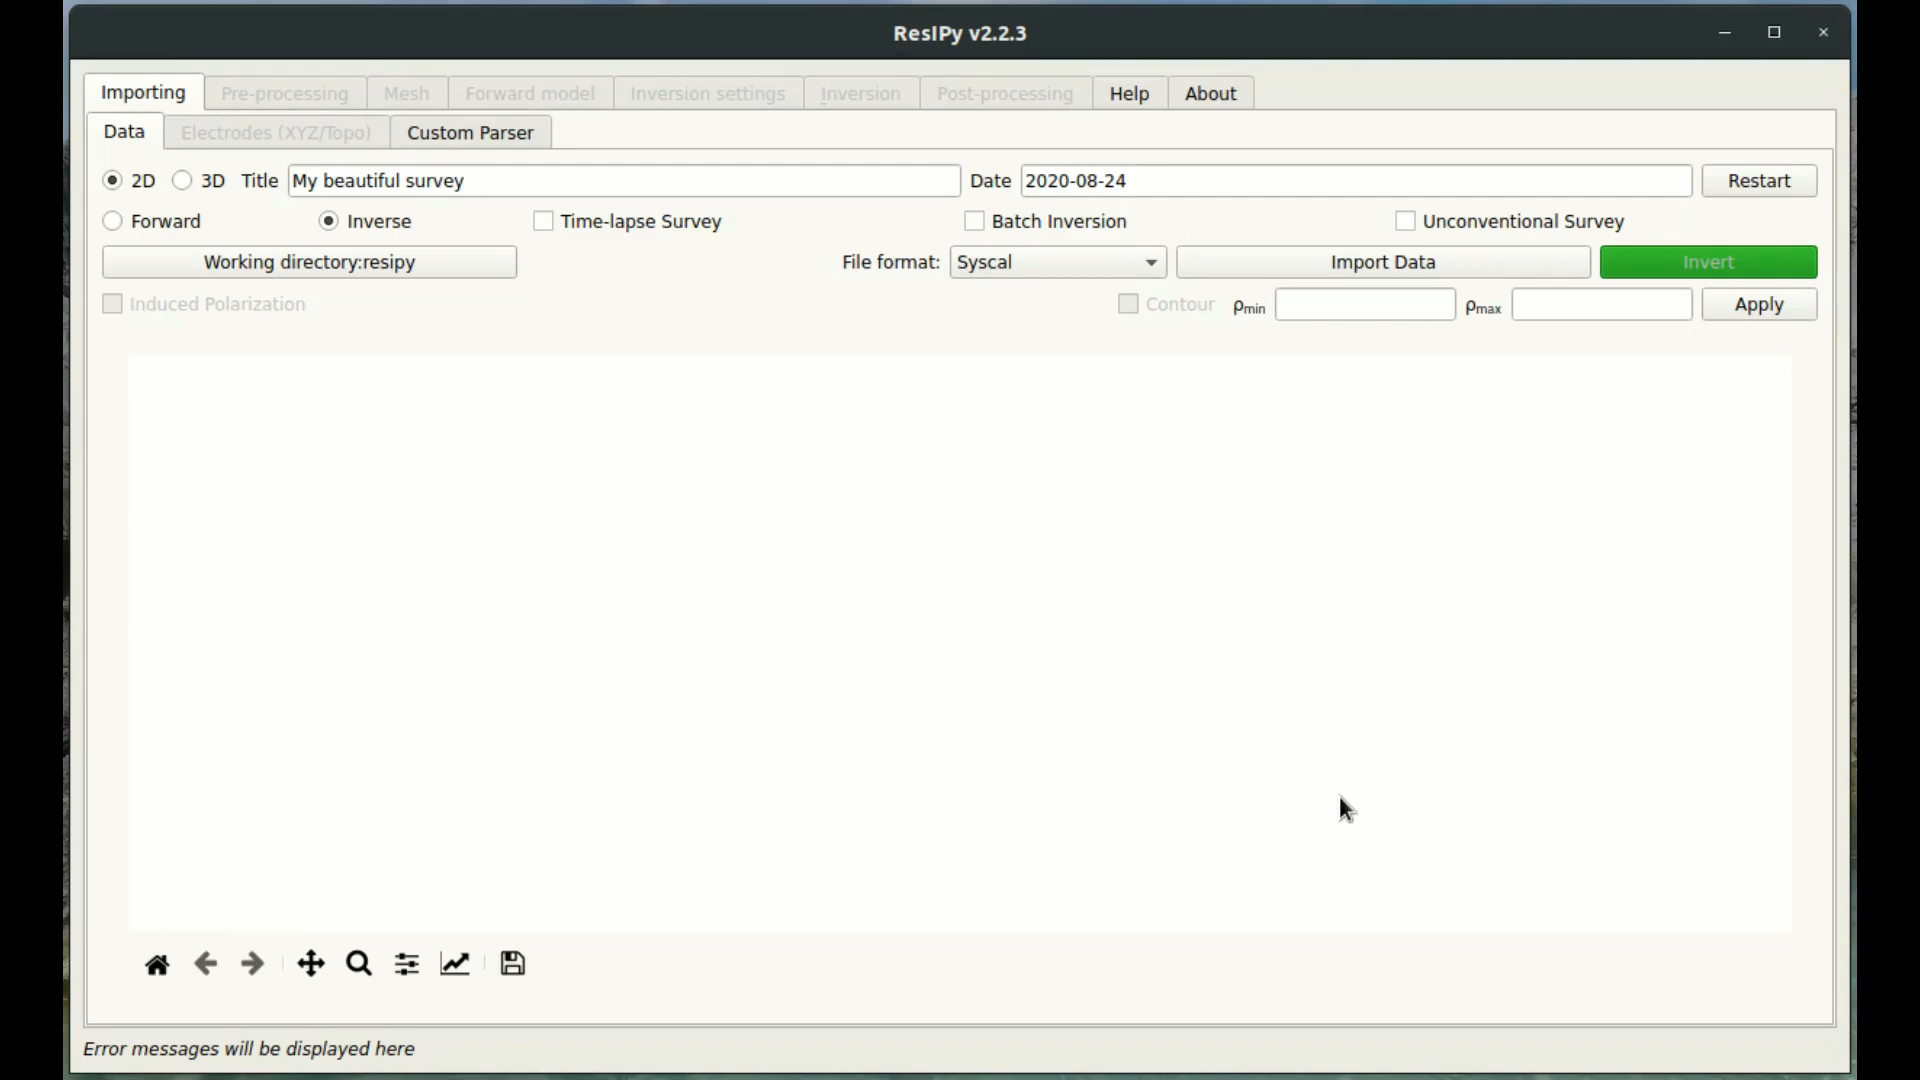 ResIPy v2.2.3
Importing Pre-processing Mesh Forward model Inversion settings Inversion Post-processing Help About
Data Electrodes (XYZ/Topo) Custom Parser
2D 3D Title My beautiful survey Date 2020-08-24 Restart
Forward Inverse Time-lapse Survey Batch Inversion Unconventional Survey
Working directory:resipy File format: Syscal Import Data Invert
Induced Polarization Contour ρmin ρmax Apply
Error messages will be displayed here